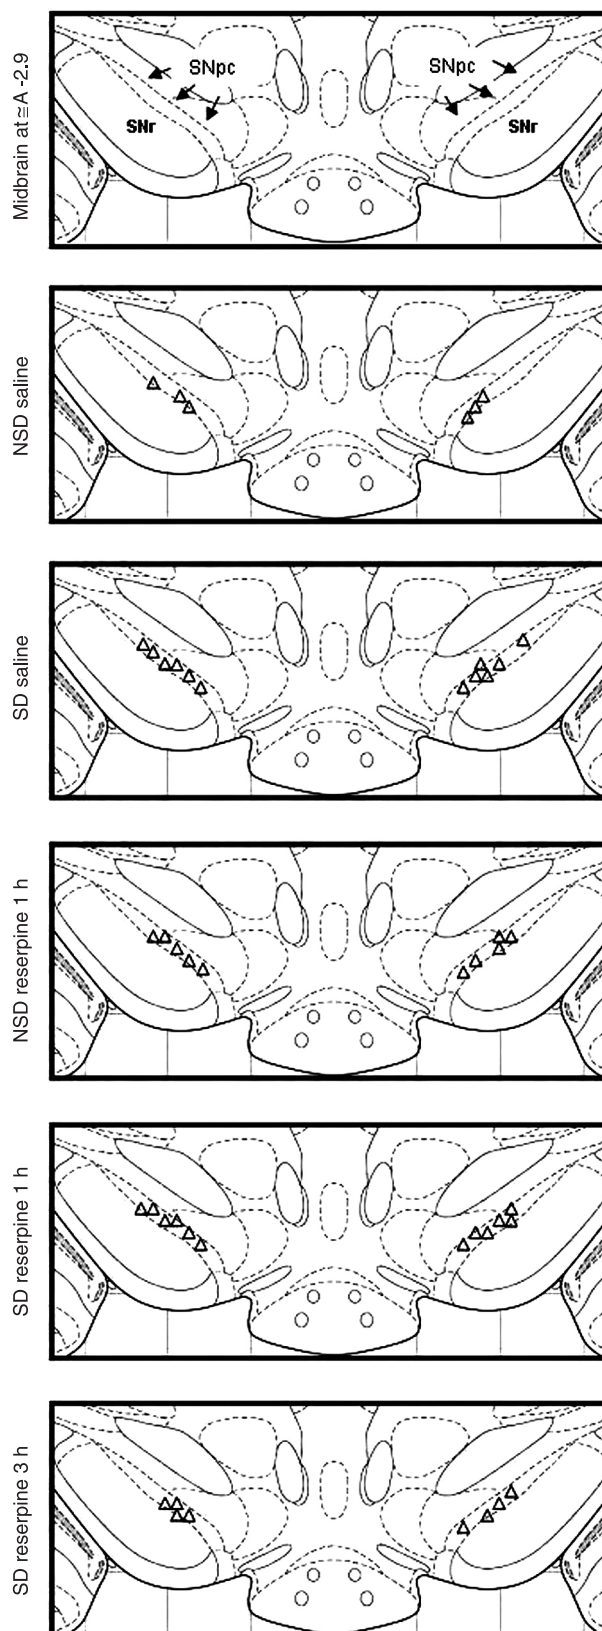 Midbrain at ≅A -2.9
SNpc
SNpc
SNr
SNr
NSD saline
SD saline
NSD reserpine 1 h
SD reserpine 1 h
SD reserpine 3 h